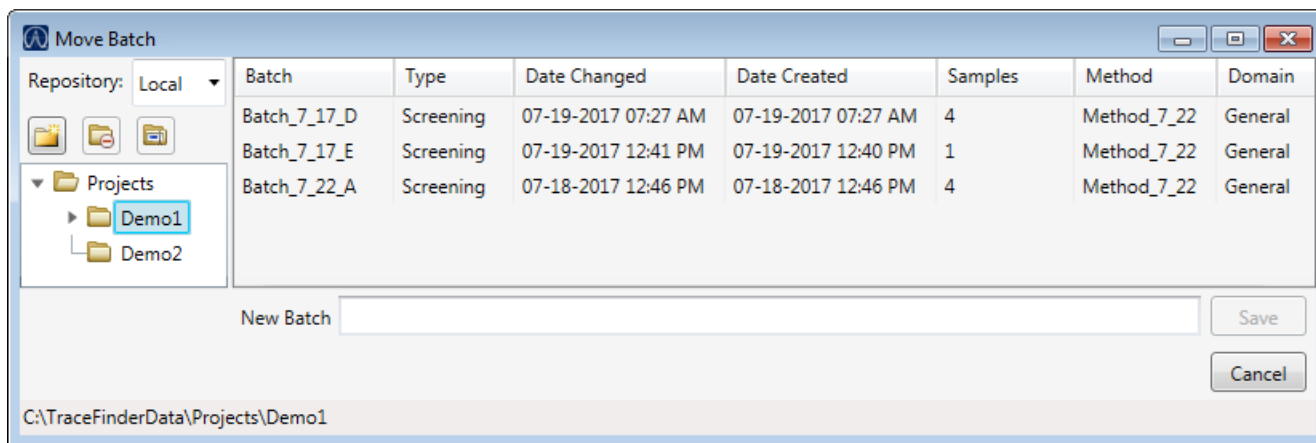 Move Batch
Repository: Local
Batch Type Date Changed Date Created Samples Method Domain
Batch_7_17_D Screening 07-19-2017 07:27 AM 07-19-2017 07:27 AM 4 Method_7_22 General
Batch_7_17_E Screening 07-19-2017 12:41 PM 07-19-2017 12:40 PM 1 Method_7_22 General
Batch_7_22_A Screening 07-18-2017 12:46 PM 07-18-2017 12:46 PM 4 Method_7_22 General
Projects
Demo1
Demo2
New Batch Save
Cancel
C:\TraceFinderData\Projects\Demo1